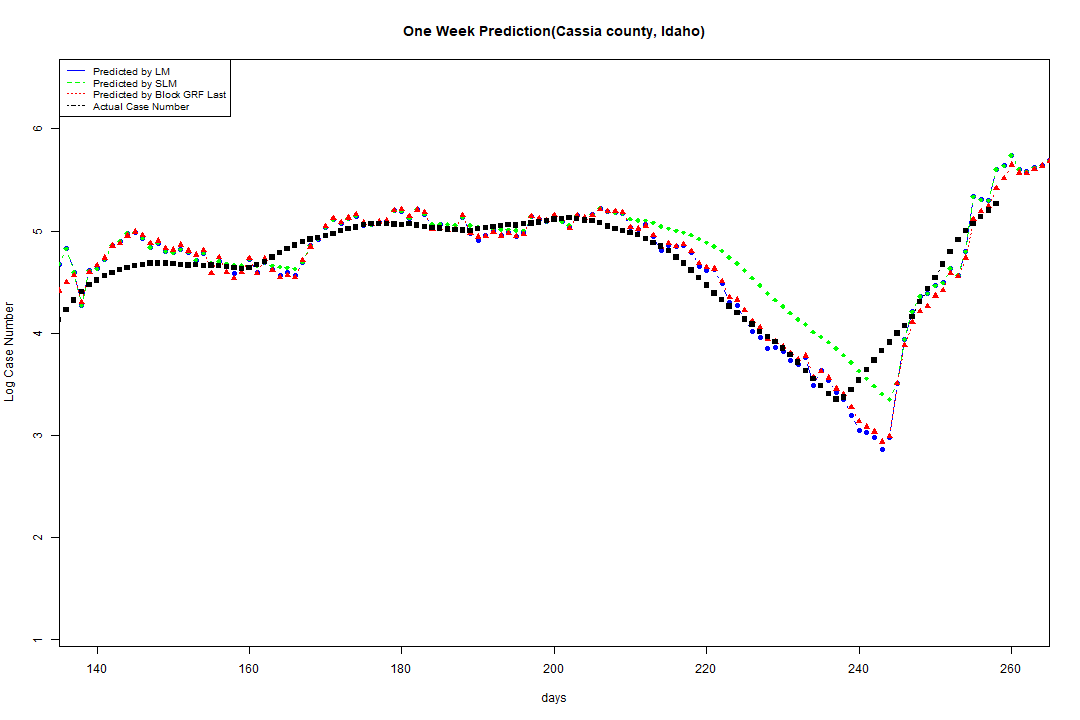 One Week Prediction(Cassia county, Idaho)
Predicted by LM
Predicted by SLM
Predicted by Block GRF Last
Actual Case Number
6
5
4
3
2
1
Log Case Number
140 160 180 200 220 240 260
days